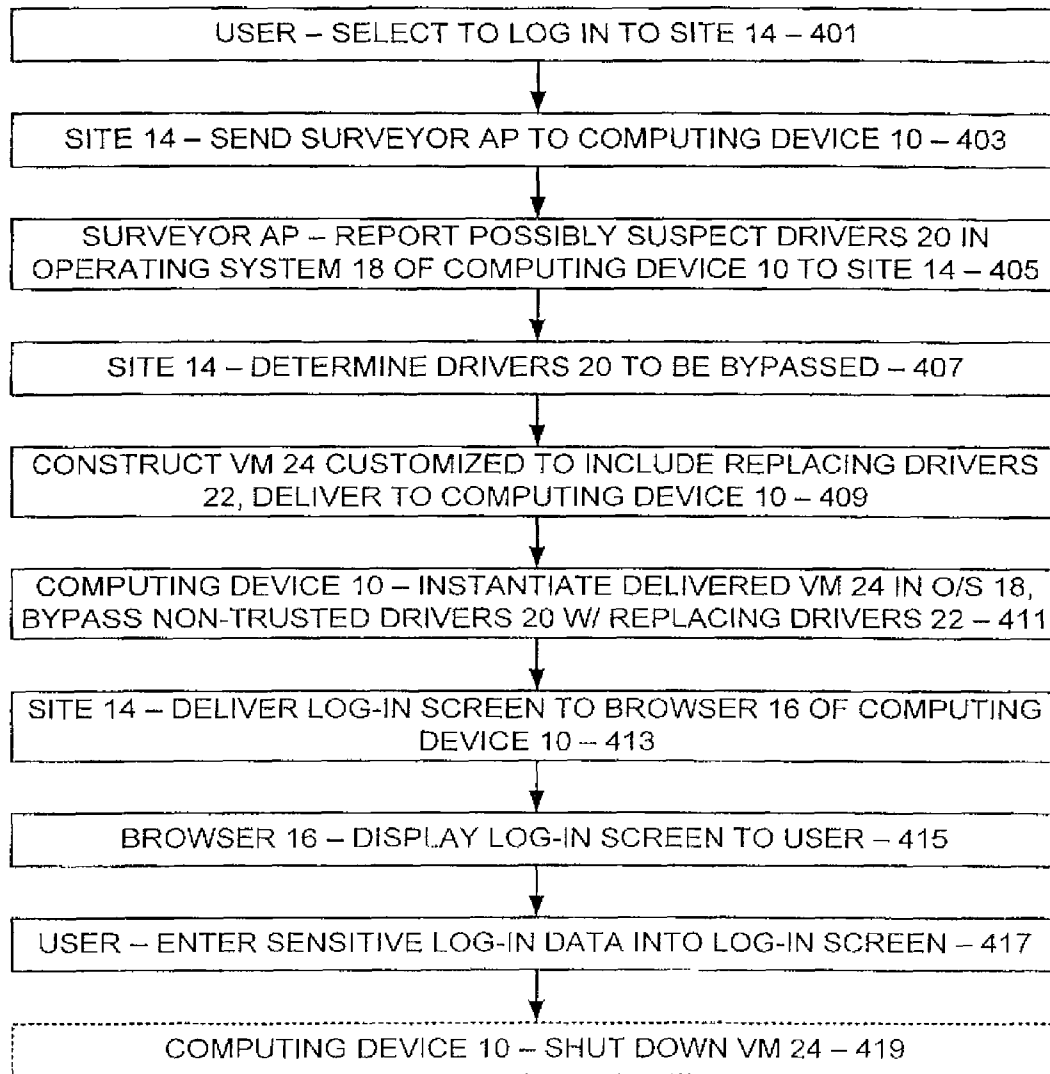 USER – SELECT TO LOG IN TO SITE 14 – 401
SITE 14 – SEND SURVEYOR AP TO COMPUTING DEVICE 10 – 403
SURVEYOR AP – REPORT POSSIBLY SUSPECT DRIVERS 20 IN
OPERATING SYSTEM 18 OF COMPUTING DEVICE 10 TO SITE 14 – 405
SITE 14 – DETERMINE DRIVERS 20 TO BE BYPASSED – 407
CONSTRUCT VM 24 CUSTOMIZED TO INCLUDE REPLACING DRIVERS
22, DELIVER TO COMPUTING DEVICE 10 – 409
COMPUTING DEVICE 10 – INSTANTIATE DELIVERED VM 24 IN O/S 18,
BYPASS NON-TRUSTED DRIVERS 20 W/ REPLACING DRIVERS 22 – 411
SITE 14 – DELIVER LOG-IN SCREEN TO BROWSER 16 OF COMPUTING
DEVICE 10 – 413
BROWSER 16 – DISPLAY LOG-IN SCREEN TO USER – 415
USER – ENTER SENSITIVE LOG-IN DATA INTO LOG-IN SCREEN – 417
COMPUTING DEVICE 10 – SHUT DOWN VM 24 – 419